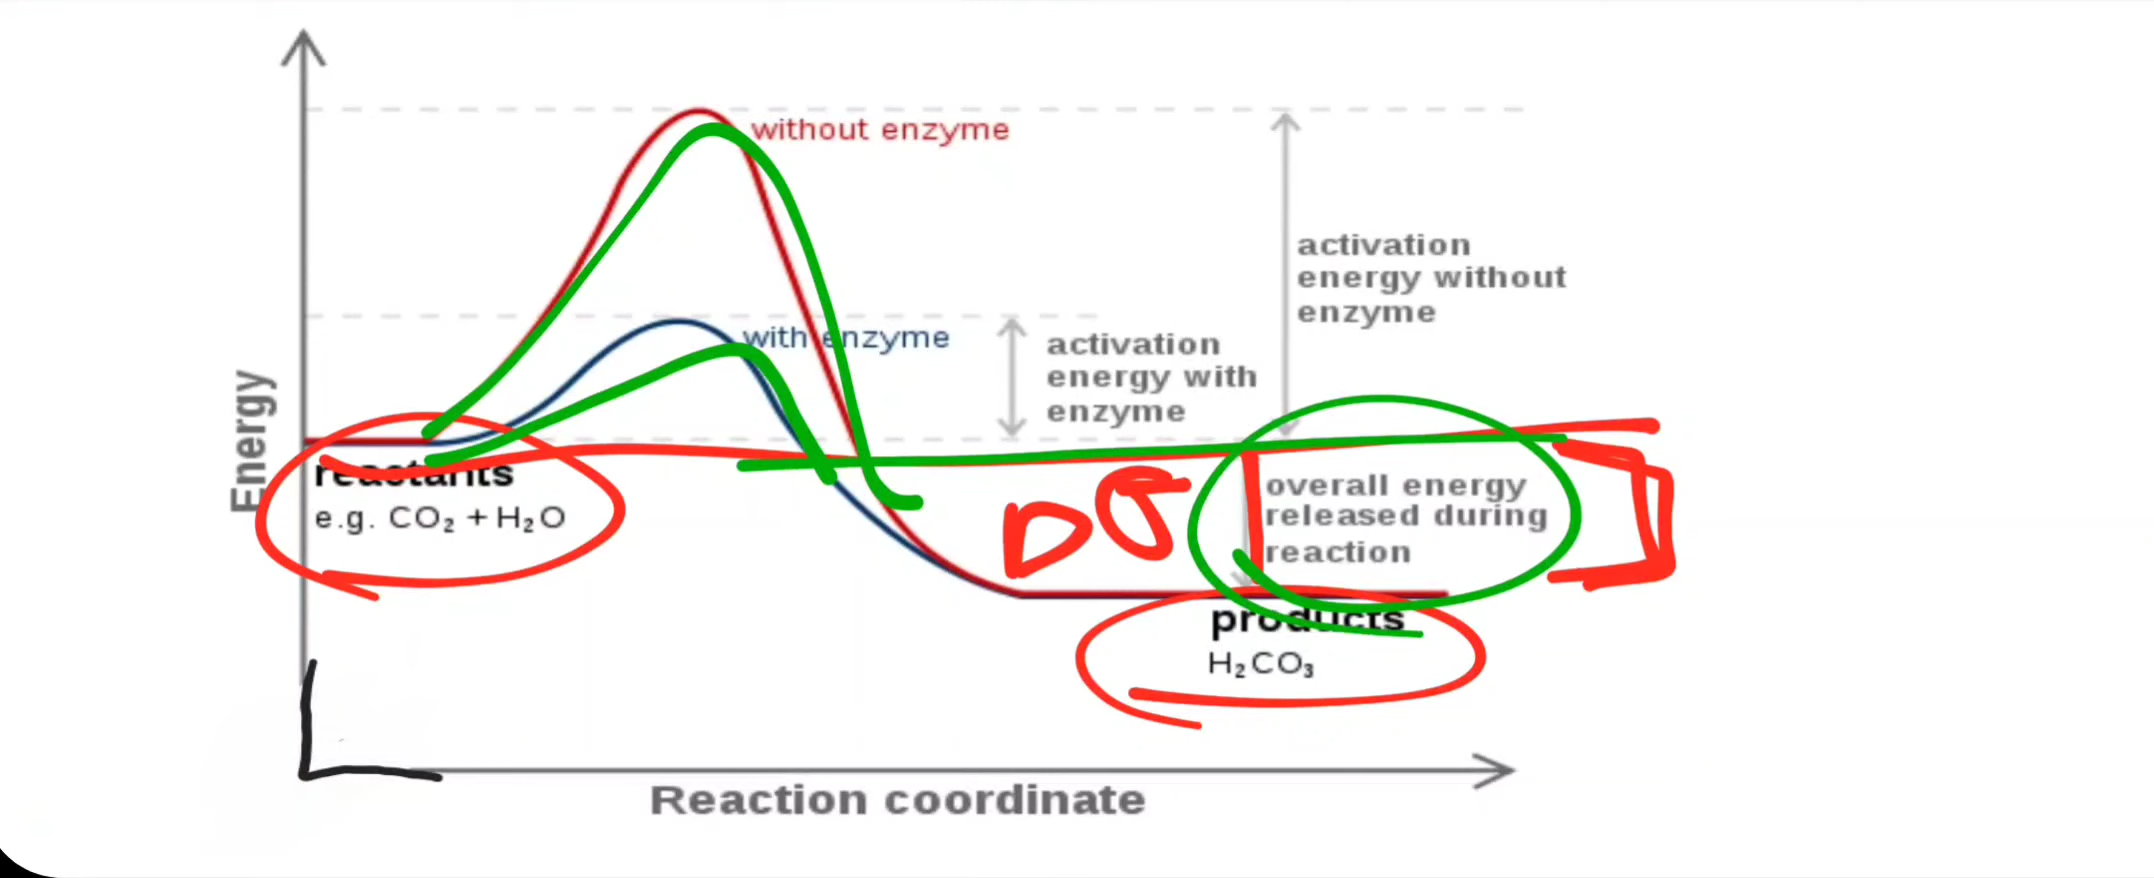 without enzyme
activation
energy without
enzyme
with enzyme
activation
energy with
enzyme
Energy
reactants
e.g. CO₂ + H₂O
overall energy
released during
reaction
products
H₂CO₃
Reaction coordinate